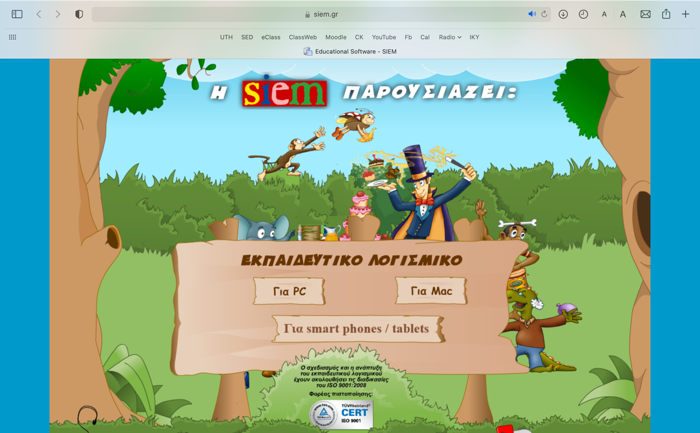 siem.gr
A A
UTH SED eClass ClassWeb Moodle CK YouTube Fb Cal Radio IKY
Educational Software – SIEM
Η siem ΠΑΡΟΥΣΙΑΖΕΙ:
ΕΚΠΑΙΔΕΥΤΙΚΟ ΛΟΓΙΣΜΙΚΟ
Για PC Για Mac
Για smart phones / tablets
Ο σχεδιασμός και η ανάπτυξη
του εκπαιδευτικού λογισμικού
έχουν ακολουθήσει τις διαδικασίες
του ISO 9001:2008
Φορέας πιστοποίησης:
CERT
ISO 9001